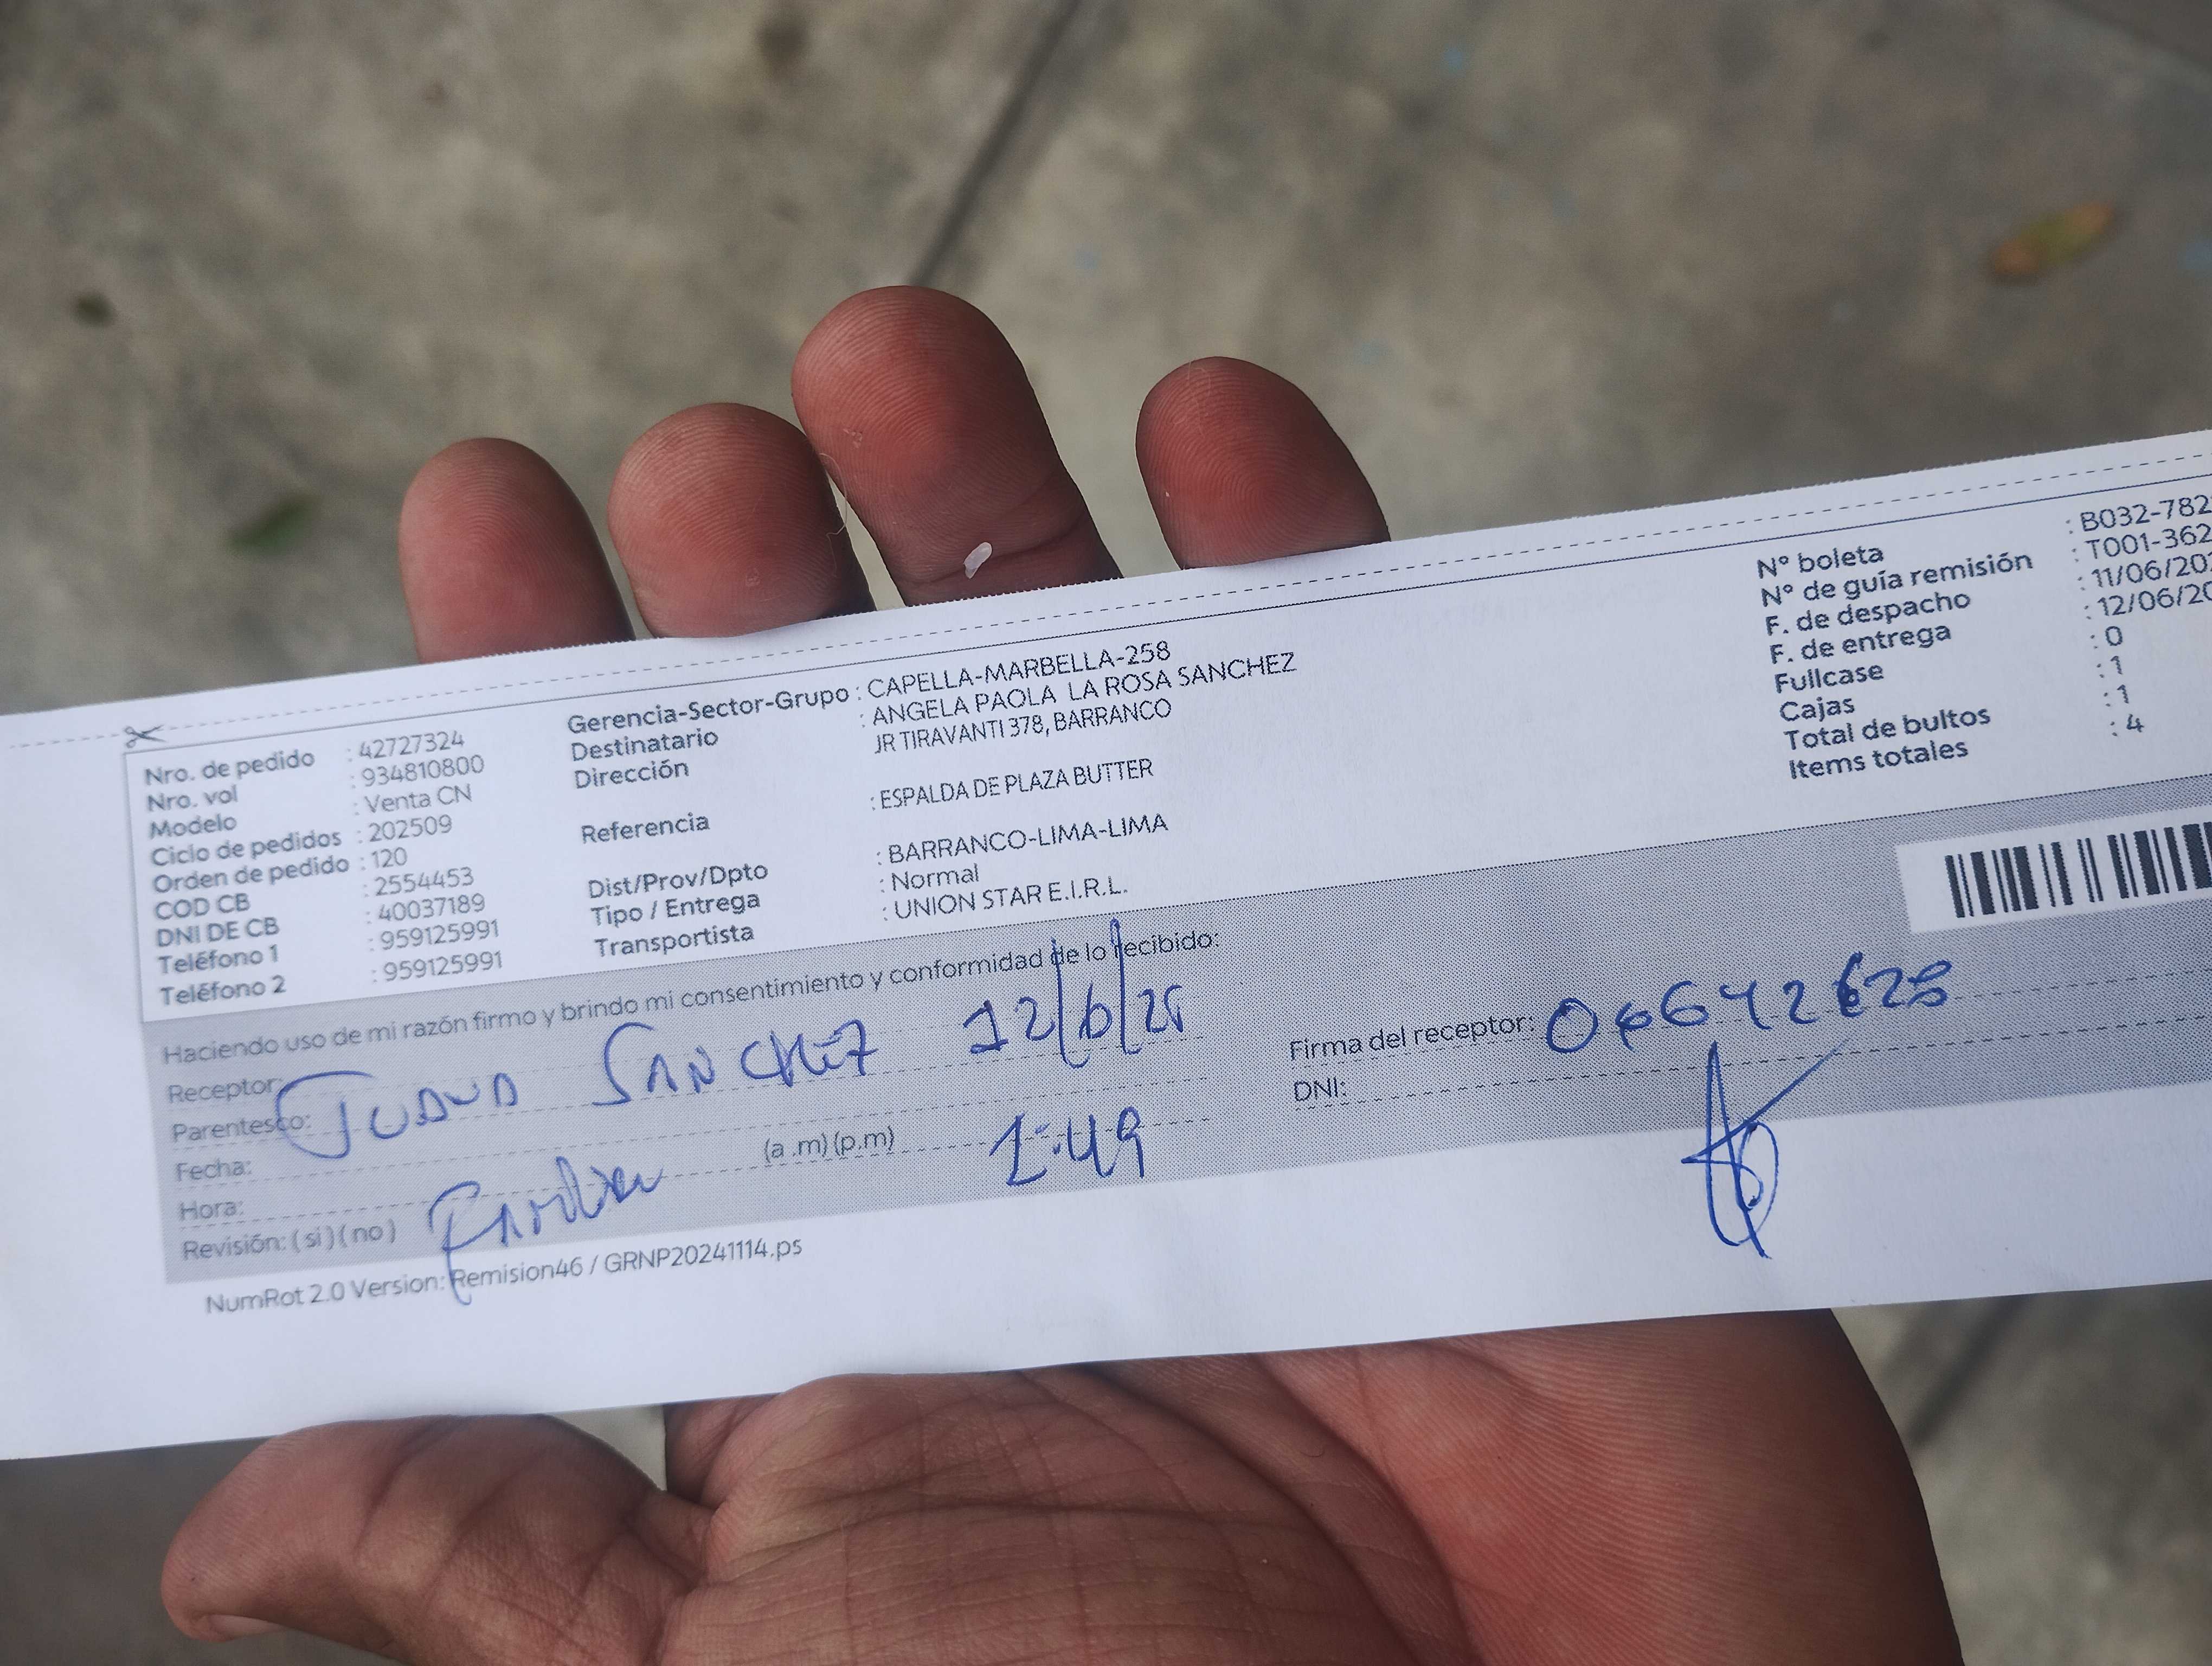 Nro. de pedido : 42727324
Nro. vol : 934810800
Modelo : Venta CN
Ciclo de pedidos : 202509
Orden de pedido : 120
COD CB : 2554453
DNI DE CB : 40037189
Teléfono 1 : 959125991
Teléfono 2 : 959125991
Gerencia-Sector-Grupo : CAPELLA-MARBELLA-258
Destinatario : ANGELA PAOLA LA ROSA SANCHEZ
Dirección JR TIRAVANTI 378, BARRANCO
Referencia : ESPALDA DE PLAZA BUTTER
Dist/Prov/Dpto : BARRANCO-LIMA-LIMA
Tipo / Entrega : Normal
Transportista : UNION STAR E.I.R.L.
N° boleta : B032-782
N° de guía remisión : T001-362
F. de despacho : 11/06/20
F. de entrega : 12/06/20
Fullcase : 0
Cajas : 1
Total de bultos : 1
Items totales : 4
Haciendo uso de mi razón firmo y brindo mi consentimiento y conformidad de lo recibido:
Receptor: SANCHEZ 12/6/25
Parentesco:
Fecha:
Hora: (a .m) (p.m) 1:49
Revisión: ( si ) ( no )
Firma del receptor:
DNI:
NumRot 2.0 Version: Remision46 / GRNP20241114.ps